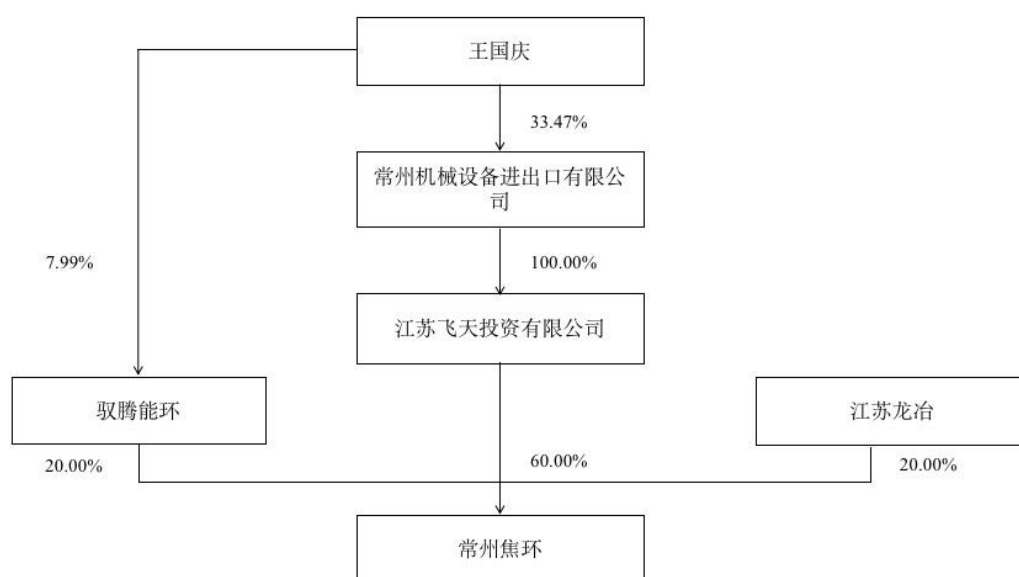 王国庆
33.47%
常州机械设备进出口有限公
司
7.99%
100.00%
江苏飞天投资有限公司
驭腾能环
江苏龙冶
20.00%
60.00%
20.00%
常州焦环